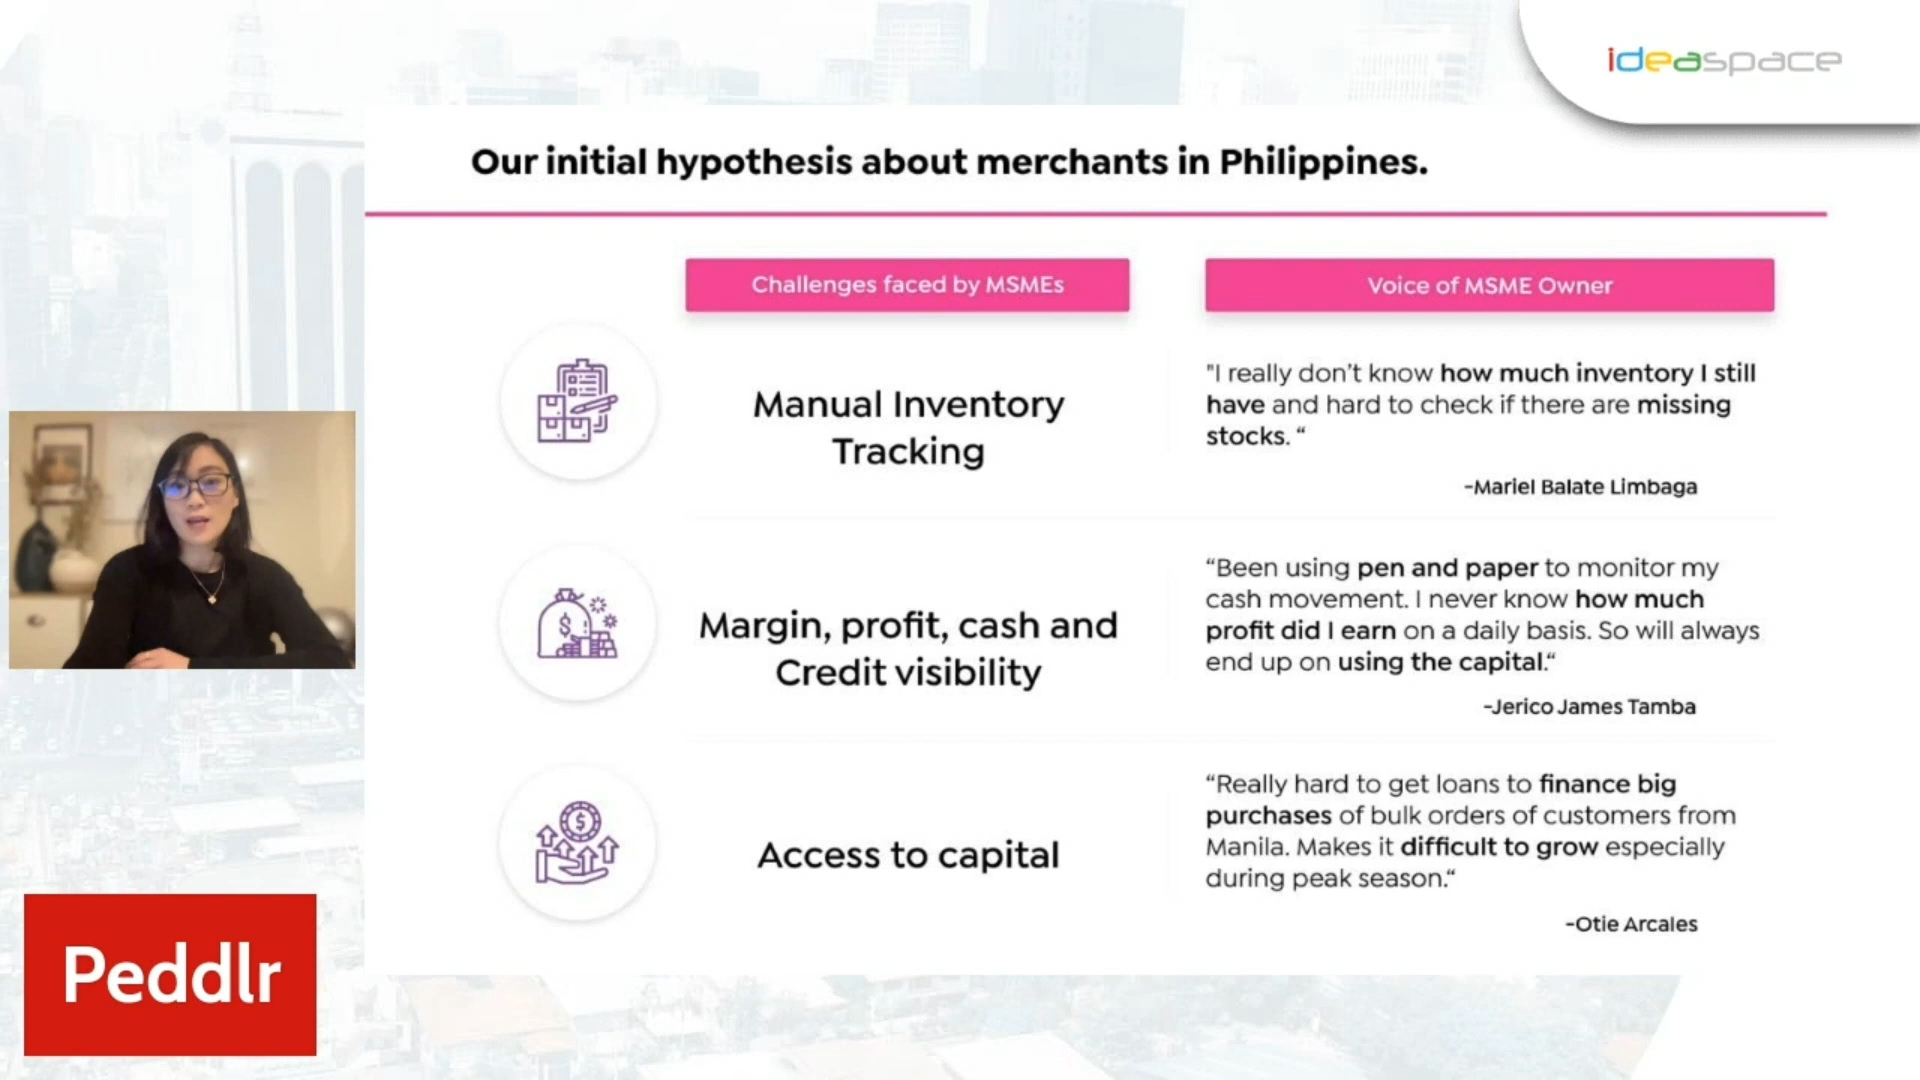 ideaspace
Our initial hypothesis about merchants in Philippines.
Challenges faced by MSMEs
Voice of MSME Owner
Manual Inventory
Tracking
"I really don't know how much inventory I still
have and hard to check if there are missing
stocks. “
-Mariel Balate Limbaga
Margin, profit, cash and
Credit visibility
“Been using pen and paper to monitor my
cash movement. I never know how much
profit did I earn on a daily basis. So will always
end up on using the capital.“
-Jerico James Tamba
Access to capital
“Really hard to get loans to finance big
purchases of bulk orders of customers from
Manila. Makes it difficult to grow especially
during peak season.“
-Otie Arcales
Peddlr